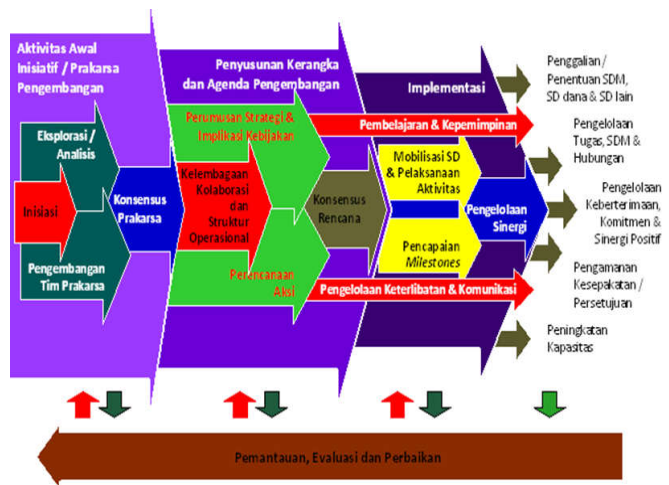 Aktivitas Awal
Inisiatif / Prakarsa
Pengembangan
Eksplorasi /
Analisis
Inisiasi
Pengembangan
Tim Prakarsa
Konsensus
Prakarsa
Penyusunan Kerangka
dan Agenda Pengembangan
Perumusan Strategi &
Implikasi Kebijakan
Kelembagaan
Kolaborasi
dan
Struktur
Operasional
Perencanaan
Aksi
Konsensus
Rencana
Implementasi
Pembelajaran & Kepemimpinan
Mobilisasi SD
& Pelaksanaan
Aktivitas
Pencapaian
Milestones
Pengelolaan
Sinergi
Pengelolaan Keterlibatan & Komunikasi
Penggalian /
Penentuan SDM,
SD dana & SD lain
Pengelolaan
Tugas, SDM &
Hubungan
Pengelolaan
Keberterimaan,
Komitmen &
Sinergi Positif
Pengamanan
Kesepakatan /
Persetujuan
Peningkatan
Kapasitas
Pemantauan, Evaluasi dan Perbaikan